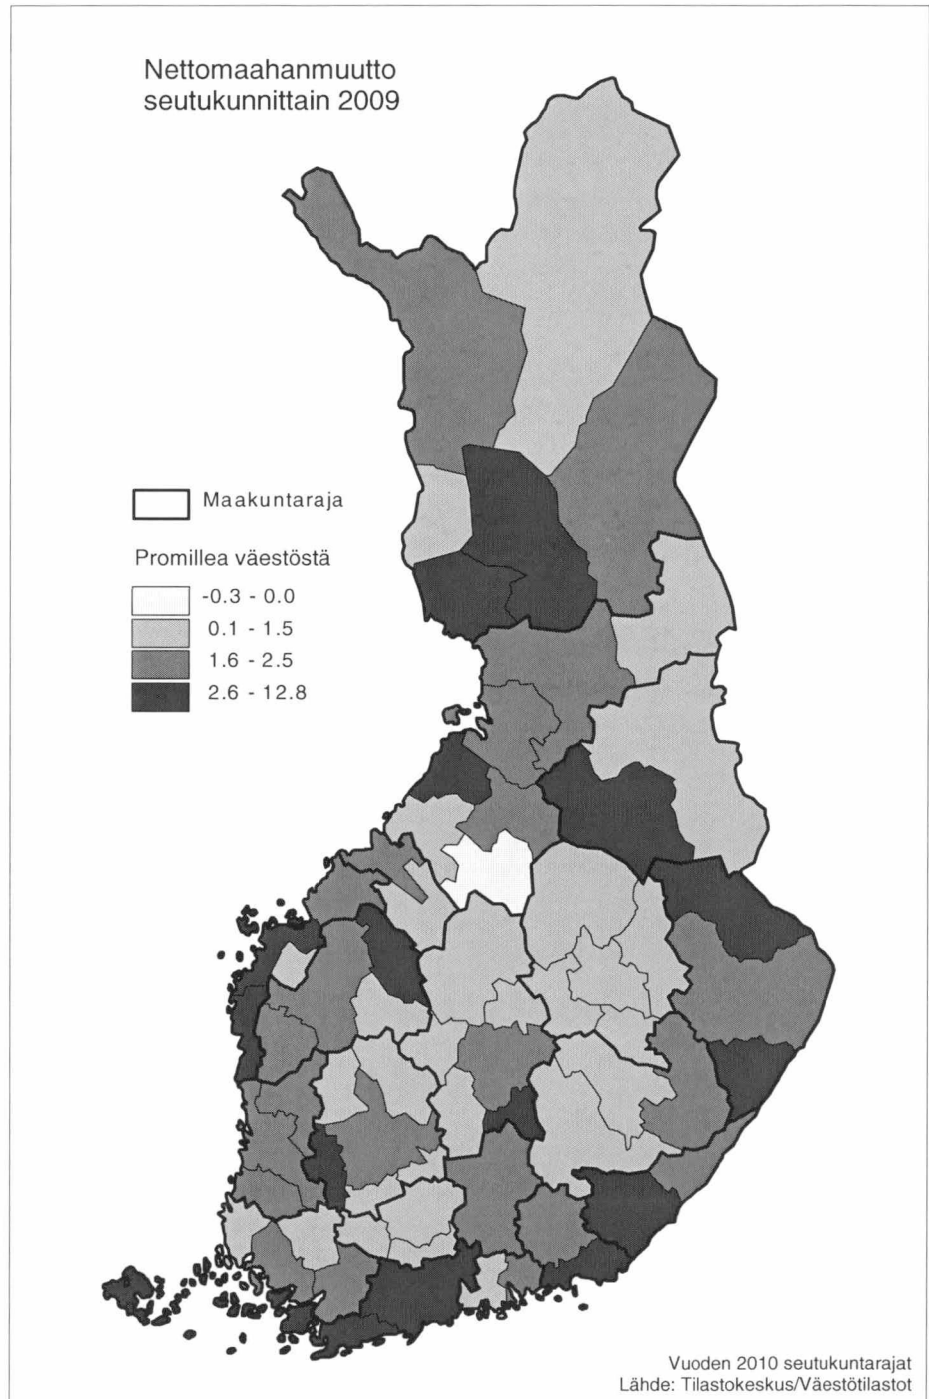 Nettomaahanmuutto
seutukunnittain 2009
Maakuntaraja
Promillea väestöstä
-0.3 - 0.0
0.1 - 1.5
1.6 - 2.5
2.6 - 12.8
Vuoden 2010 seutukuntarajat
Lähde: Tilastokeskus/Väestötilastot